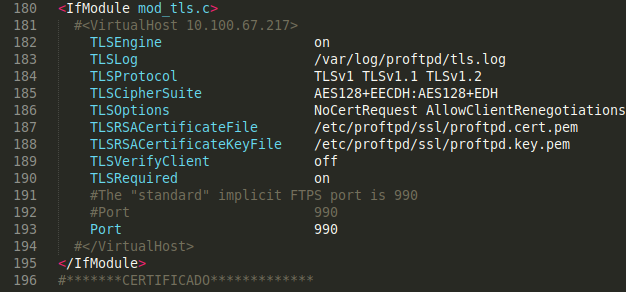 180 <IfModule mod_tls.c>
181 #<VirtualHost 10.100.67.217>
182 TLSEngine on
183 TLSLog /var/log/proftpd/tls.log
184 TLSProtocol TLSv1 TLSv1.1 TLSv1.2
185 TLSCipherSuite AES128+EECDH:AES128+EDH
186 TLSOptions NoCertRequest AllowClientRenegotiations
187 TLSRSACertificateFile /etc/proftpd/ssl/proftpd.cert.pem
188 TLSRSACertificateKeyFile /etc/proftpd/ssl/proftpd.key.pem
189 TLSVerifyClient off
190 TLSRequired on
191 #The "standard" implicit FTPS port is 990
192 #Port 990
193 Port 990
194 #</VirtualHost>
195 </IfModule>
196 #*******CERTIFICADO*************